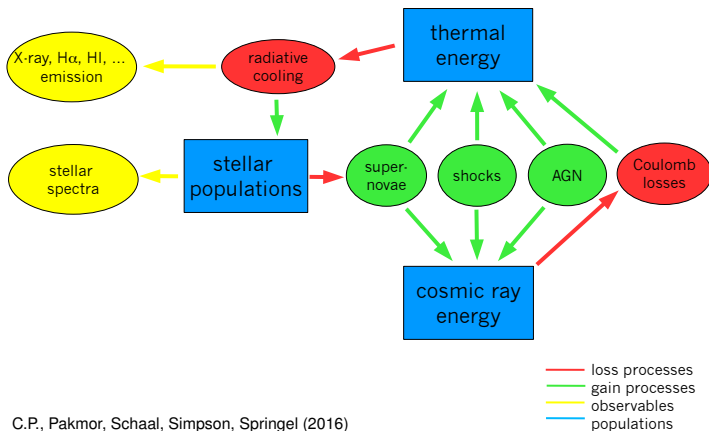 X-ray, Hα, HI, ...
emission
radiative
cooling
thermal
energy
stellar
spectra
stellar
populations
super-
novae
shocks
AGN
Coulomb
losses
cosmic ray
energy
loss processes
gain processes
observables
populations
C.P., Pakmor, Schaal, Simpson, Springel (2016)